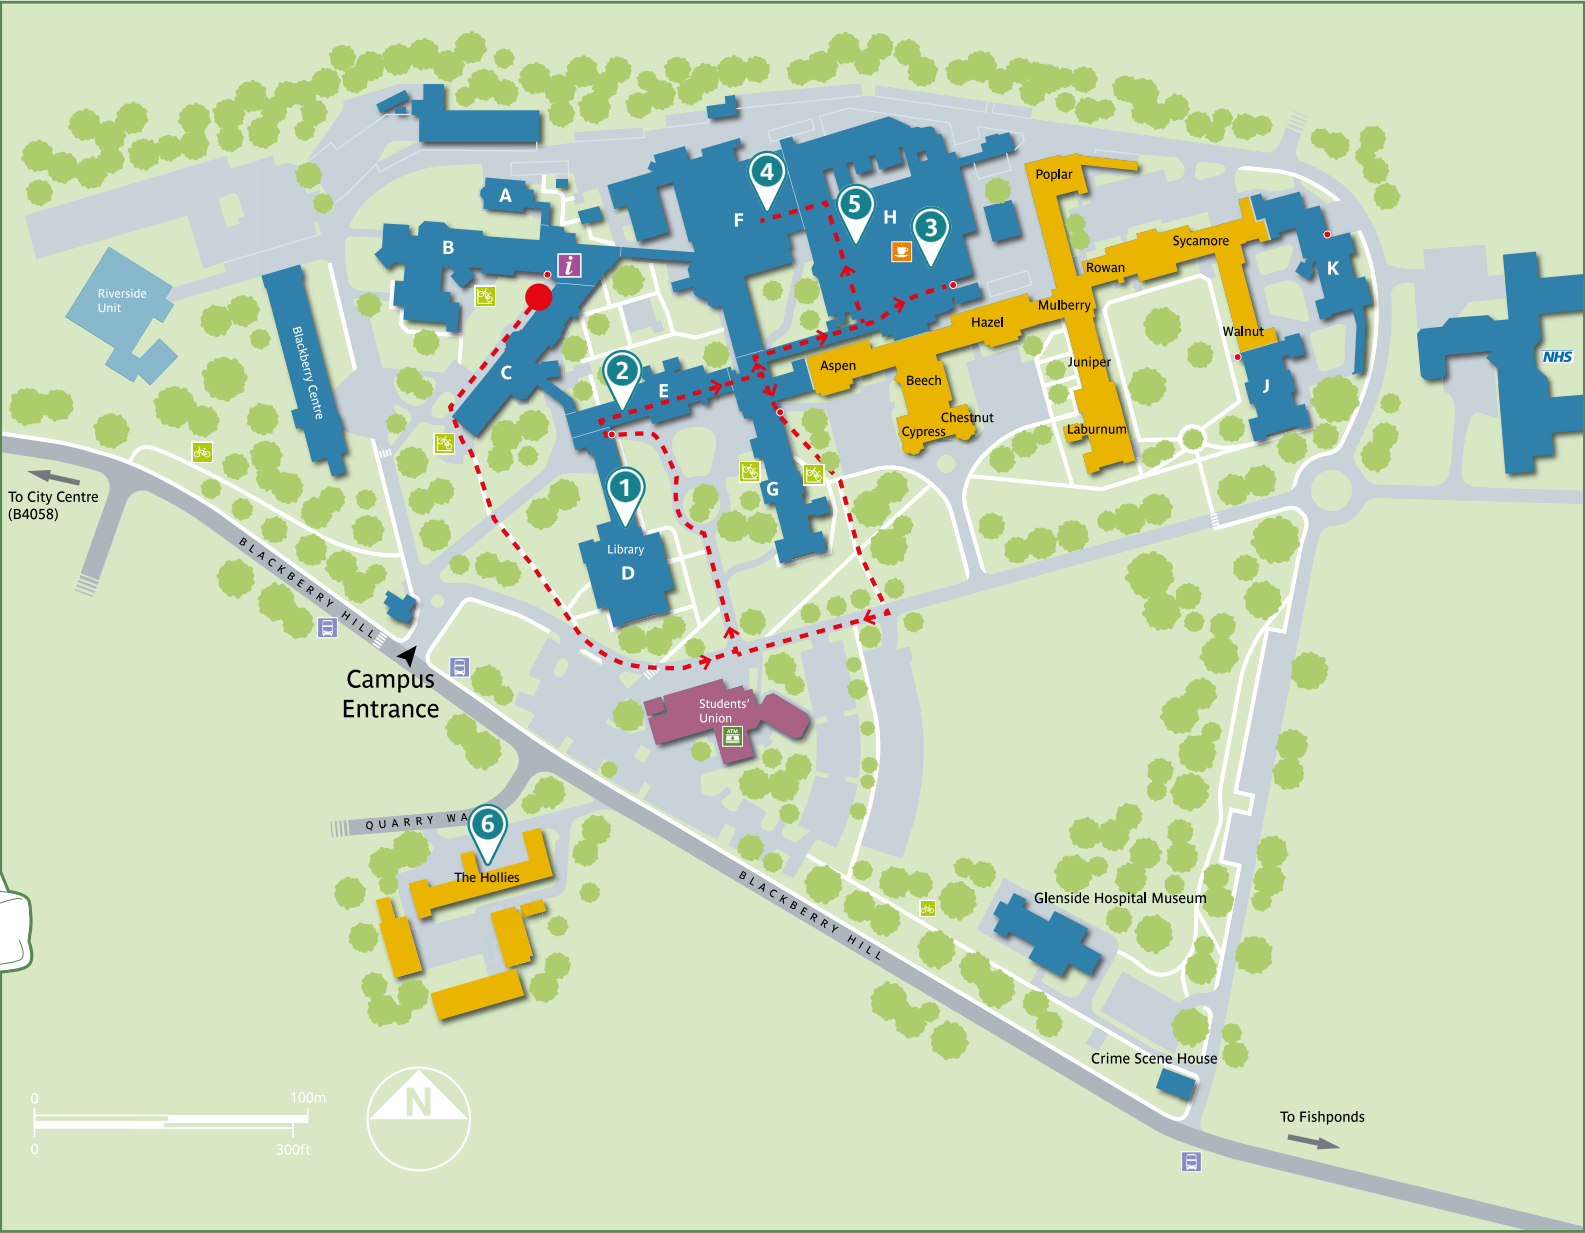 A
B
i
C
Riverside
Unit
Blackberry Centre
4
F
5
H
3
Poplar
Sycamore
Rowan
K
Mulberry
Hazel
Walnut
Juniper
NHS
Aspen
Beech
J
Chestnut
Cypress
Laburnum
2
E
1
G
Library
D
To City Centre
(B4058)
BLACKBERRY HILL
Campus
Entrance
Students'
Union
ATM
QUARRY WA
6
The Hollies
BLACKBERRY HILL
Glenside Hospital Museum
Crime Scene House
To Fishponds
0
100m
0
300ft
N